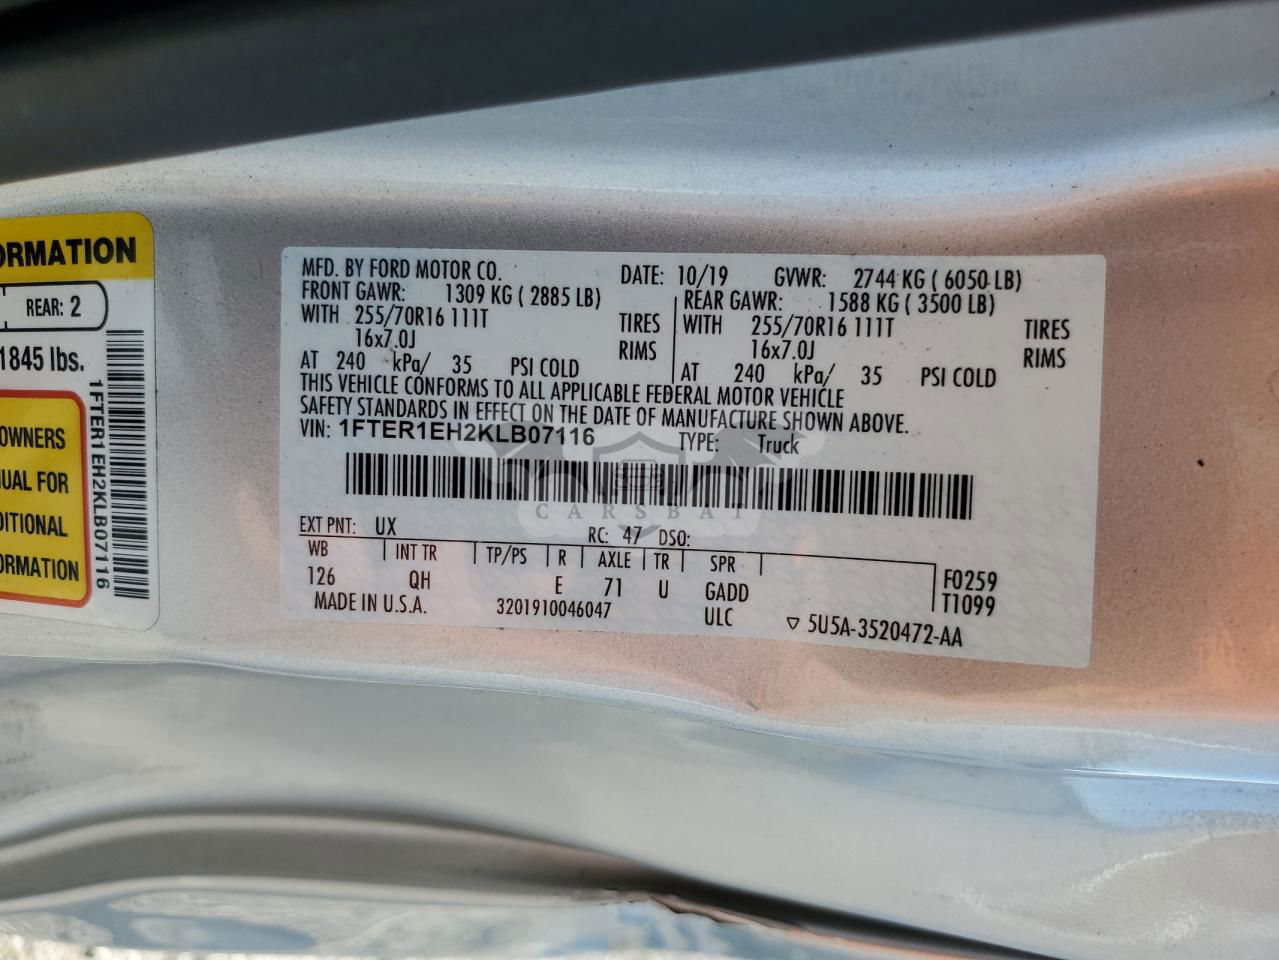 ORMATION
REAR: 2
1845 lbs.
OWNERS
UAL FOR
DITIONAL
ORMATION
1FTER1EH2KLB07116
MFD. BY FORD MOTOR CO. DATE: 10/19 GVWR: 2744 KG ( 6050 LB)
FRONT GAWR: 1309 KG ( 2885 LB) REAR GAWR: 1588 KG ( 3500 LB)
WITH 255/70R16 111T TIRES WITH 255/70R16 111T TIRES
16x7.0J RIMS 16x7.0J RIMS
AT 240 kPa/ 35 PSI COLD AT 240 kPa/ 35 PSI COLD
THIS VEHICLE CONFORMS TO ALL APPLICABLE FEDERAL MOTOR VEHICLE
SAFETY STANDARDS IN EFFECT ON THE DATE OF MANUFACTURE SHOWN ABOVE.
VIN: 1FTER1EH2KLB07116 TYPE: Truck
CARSBAT
EXT PNT: UX RC: 47 DSO:
WB INT TR TP/PS R AXLE TR SPR
126 QH E 71 U GADD F0259
MADE IN U.S.A. 3201910046047 ULC T1099
▽ 5U5A-3520472-AA